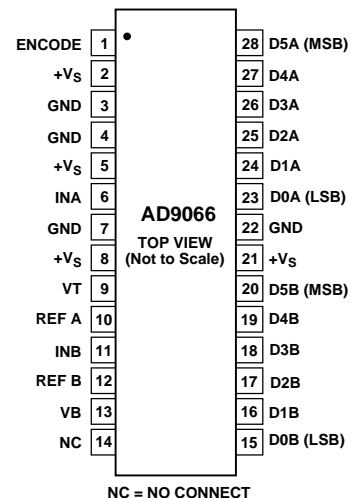 ENCODE 1 28 D5A (MSB)
+VS 2 27 D4A
GND 3 26 D3A
GND 4 25 D2A
+VS 5 24 D1A
INA 6 23 D0A (LSB)
GND 7 22 GND
+VS 8 21 +VS
VT 9 20 D5B (MSB)
REF A 10 19 D4B
INB 11 18 D3B
REF B 12 17 D2B
VB 13 16 D1B
NC 14 15 D0B (LSB)
AD9066
TOP VIEW
(Not to Scale)
NC = NO CONNECT